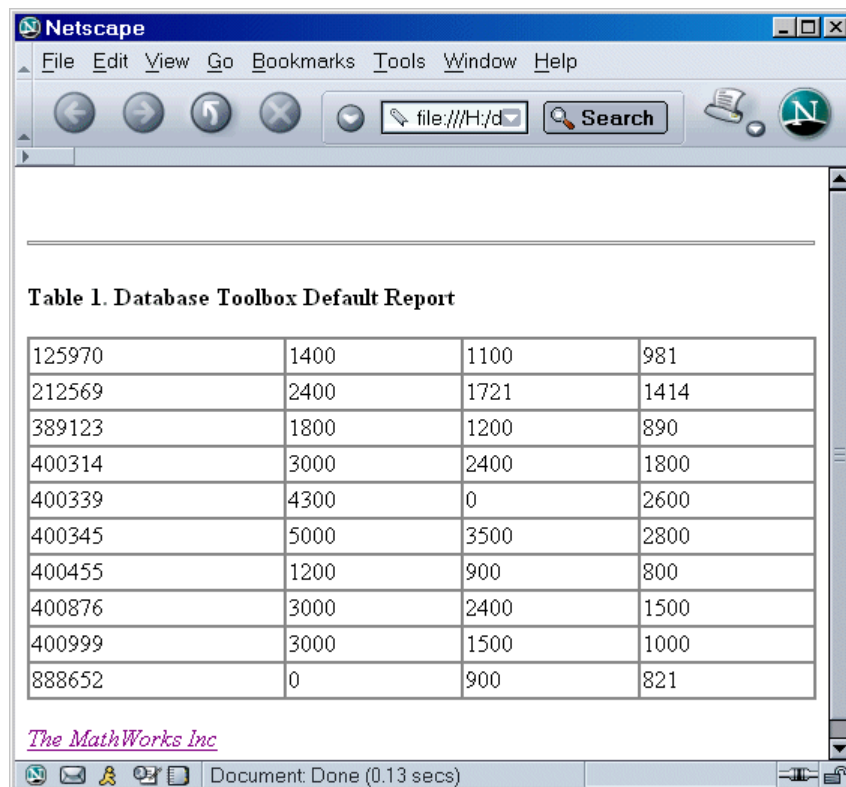 Netscape
File Edit View Go Bookmarks Tools Window Help
file:///H:/d Search N
Table 1. Database Toolbox Default Report
125970 1400 1100 981
212569 2400 1721 1414
389123 1800 1200 890
400314 3000 2400 1800
400339 4300 0 2600
400345 5000 3500 2800
400455 1200 900 800
400876 3000 2400 1500
400999 3000 1500 1000
888652 0 900 821
The MathWorks Inc
Document: Done (0.13 secs)